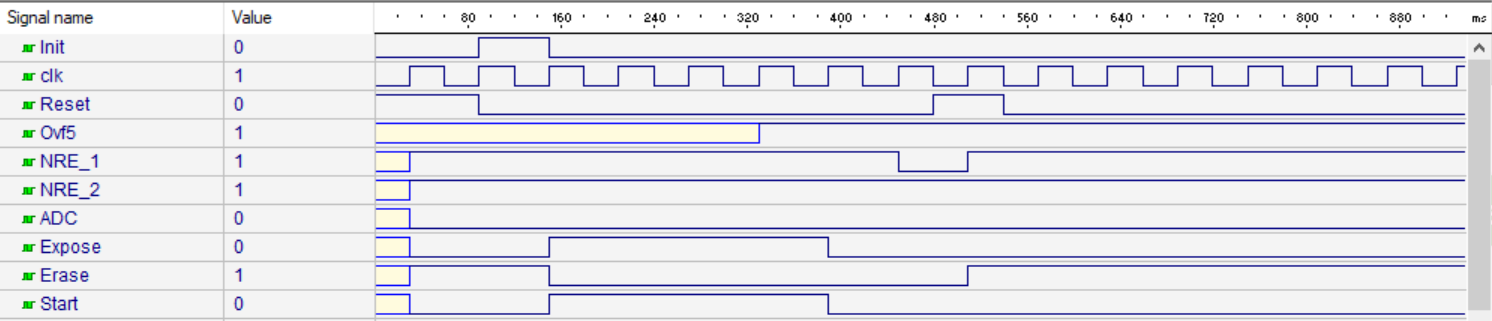 Signal name Value 80 160 240 320 400 480 560 640 720 800 880 ms
Init 0
clk 1
Reset 0
Ovf5 1
NRE_1 1
NRE_2 1
ADC 0
Expose 0
Erase 1
Start 0